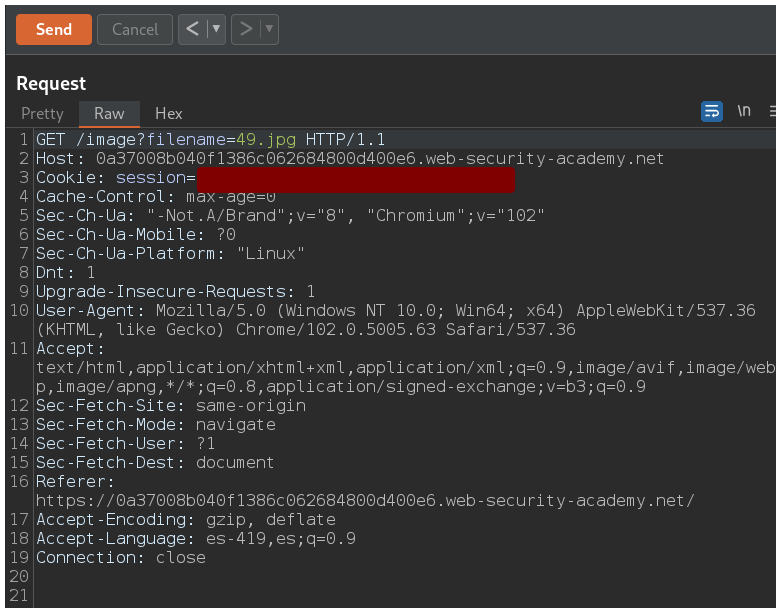 Send Cancel < ▼ > ▼
Request
Pretty Raw Hex \n
1 GET /image?filename=49.jpg HTTP/1.1
2 Host: 0a37008b040f1386c062684800d400e6.web-security-academy.net
3 Cookie: session=
4 Cache-Control: max-age=0
5 Sec-Ch-Ua: "-Not.A/Brand";v="8", "Chromium";v="102"
6 Sec-Ch-Ua-Mobile: ?0
7 Sec-Ch-Ua-Platform: "Linux"
8 Dnt: 1
9 Upgrade-Insecure-Requests: 1
10 User-Agent: Mozilla/5.0 (Windows NT 10.0; Win64; x64) AppleWebKit/537.36
(KHTML, like Gecko) Chrome/102.0.5005.63 Safari/537.36
11 Accept:
text/html,application/xhtml+xml,application/xml;q=0.9,image/avif,image/web
p,image/apng,*/*;q=0.8,application/signed-exchange;v=b3;q=0.9
12 Sec-Fetch-Site: same-origin
13 Sec-Fetch-Mode: navigate
14 Sec-Fetch-User: ?1
15 Sec-Fetch-Dest: document
16 Referer:
https://0a37008b040f1386c062684800d400e6.web-security-academy.net/
17 Accept-Encoding: gzip, deflate
18 Accept-Language: es-419,es;q=0.9
19 Connection: close
20
21